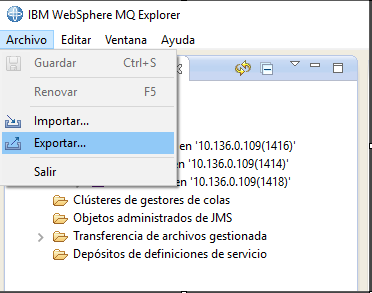 IBM WebSphere MQ Explorer
Archivo Editar Ventana Ayuda
Guardar Ctrl+S
Renovar F5
Importar...
Exportar...
Salir
en '10.136.0.109(1416)'
en '10.136.0.109(1414)'
en '10.136.0.109(1418)'
Clústeres de gestores de colas
Objetos administrados de JMS
Transferencia de archivos gestionada
Depósitos de definiciones de servicio